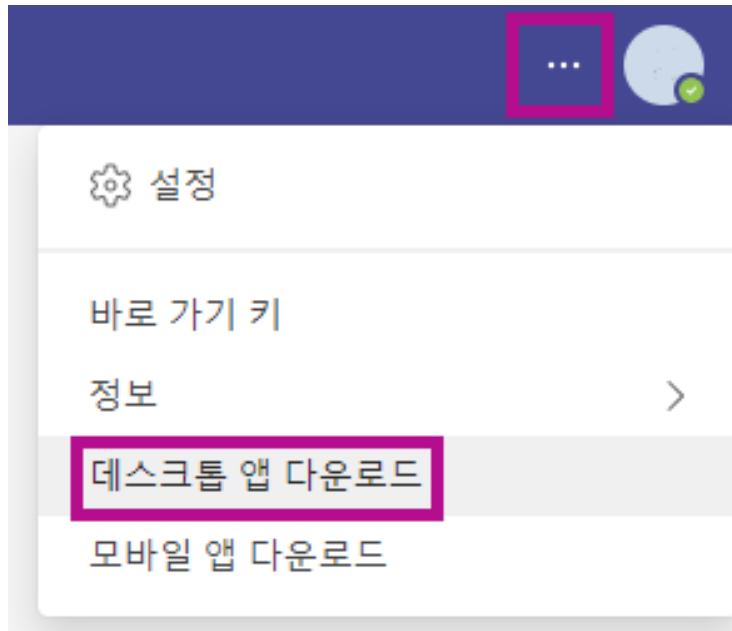 ...
설정
바로 가기 키
정보
데스크톱 앱 다운로드
모바일 앱 다운로드